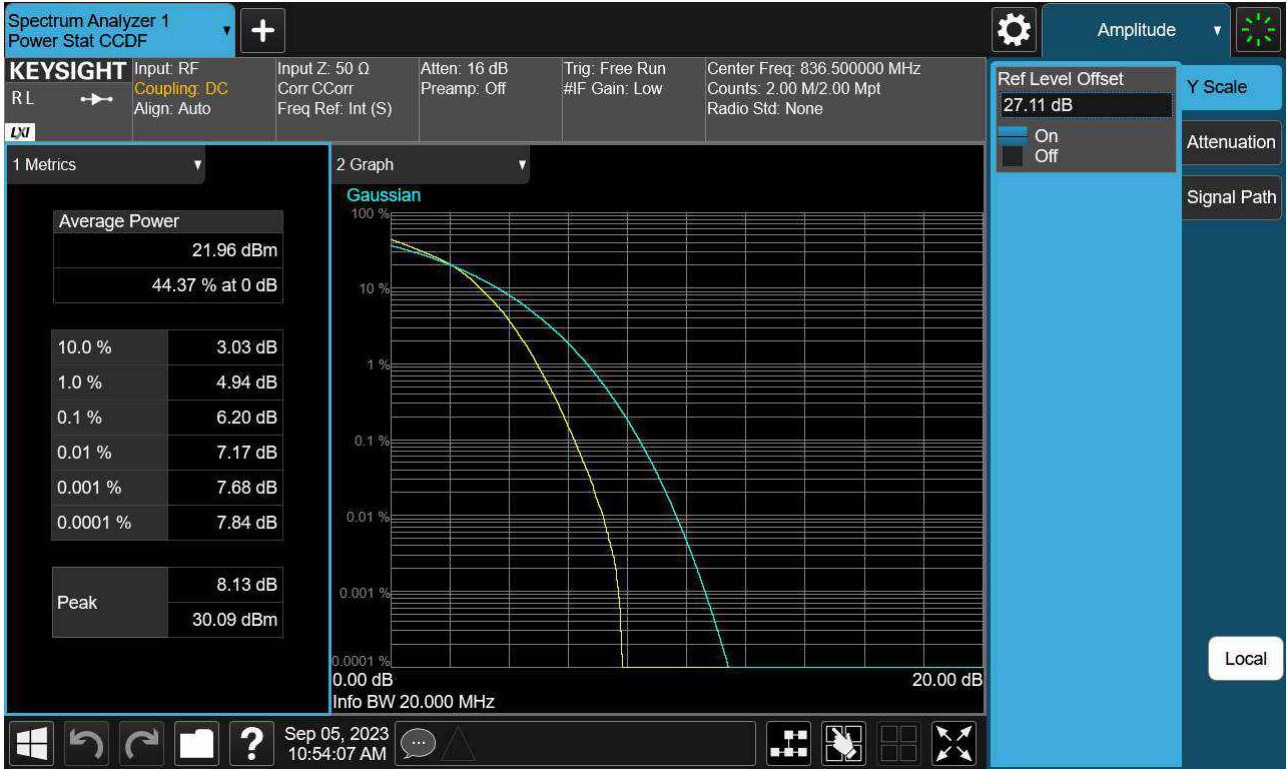 Spectrum Analyzer 1
Power Stat CCDF
▼
+
Amplitude
▼
KEYSIGHT
RL
LXI
Input: RF
Coupling: DC
Align: Auto
Input Z: 50 Ω
Corr CCorr
Freq Ref: Int (S)
Atten: 16 dB
Preamp: Off
Trig: Free Run
#IF Gain: Low
Center Freq: 836.500000 MHz
Counts: 2.00 M/2.00 Mpt
Radio Std: None
Ref Level Offset
27.11 dB
On
Off
Y Scale
Attenuation
Signal Path
Local
1 Metrics ▼
Average Power
21.96 dBm
44.37 % at 0 dB
10.0 % 3.03 dB
1.0 % 4.94 dB
0.1 % 6.20 dB
0.01 % 7.17 dB
0.001 % 7.68 dB
0.0001 % 7.84 dB
Peak 8.13 dB
30.09 dBm
2 Graph ▼
Gaussian
100 %
10 %
1 %
0.1 %
0.01 %
0.001 %
0.0001 %
0.00 dB 20.00 dB
Info BW 20.000 MHz
?
Sep 05, 2023
10:54:07 AM